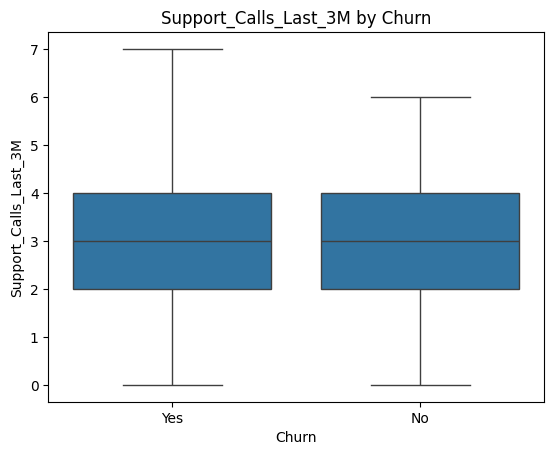 Support_Calls_Last_3M by Churn
Support_Calls_Last_3M
7
6
5
4
3
2
1
0
Yes
No
Churn